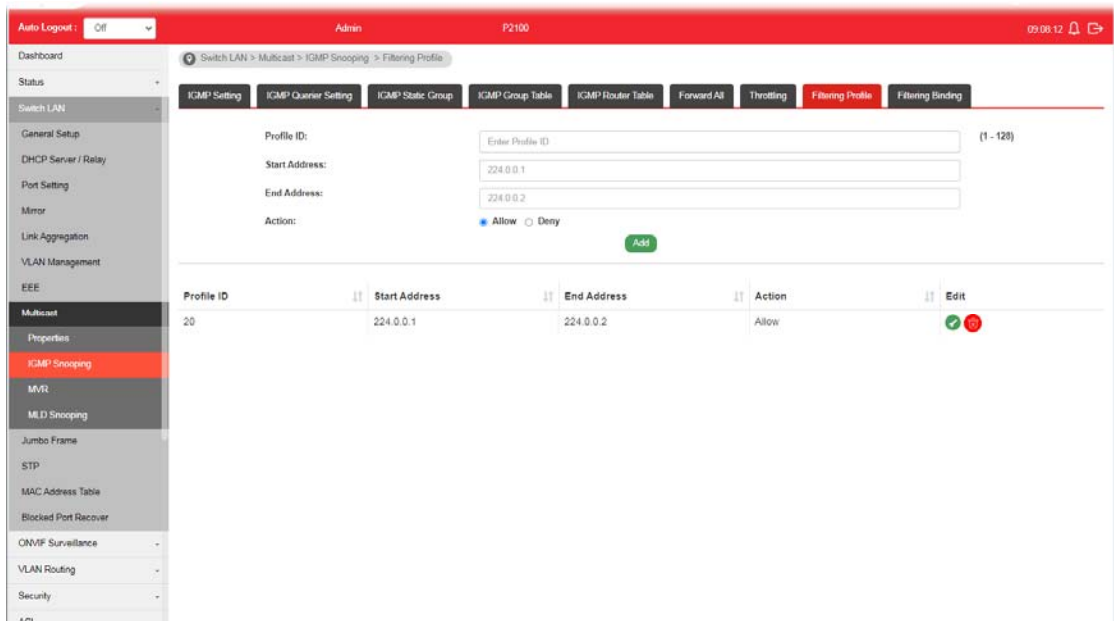 Auto Logout : Off Admin P2100 09:08:12
Dashboard
Status
Switch LAN
General Setup
DHCP Server / Relay
Port Setting
Mirror
Link Aggregation
VLAN Management
EEE
Multicast
Properties
IGMP Snooping
MVR
MLD Snooping
Jumbo Frame
STP
MAC Address Table
Blocked Port Recover
ONVIF Surveillance
VLAN Routing
Security
Switch LAN > Multicast > IGMP Snooping > Filtering Profile
IGMP Setting IGMP Querier Setting IGMP Static Group IGMP Group Table IGMP Router Table Forward All Throttling Filtering Profile Filtering Binding
Profile ID: Enter Profile ID (1 - 128)
Start Address: 224.0.0.1
End Address: 224.0.0.2
Action: Allow Deny
Add
Profile ID Start Address End Address Action Edit
20 224.0.0.1 224.0.0.2 Allow